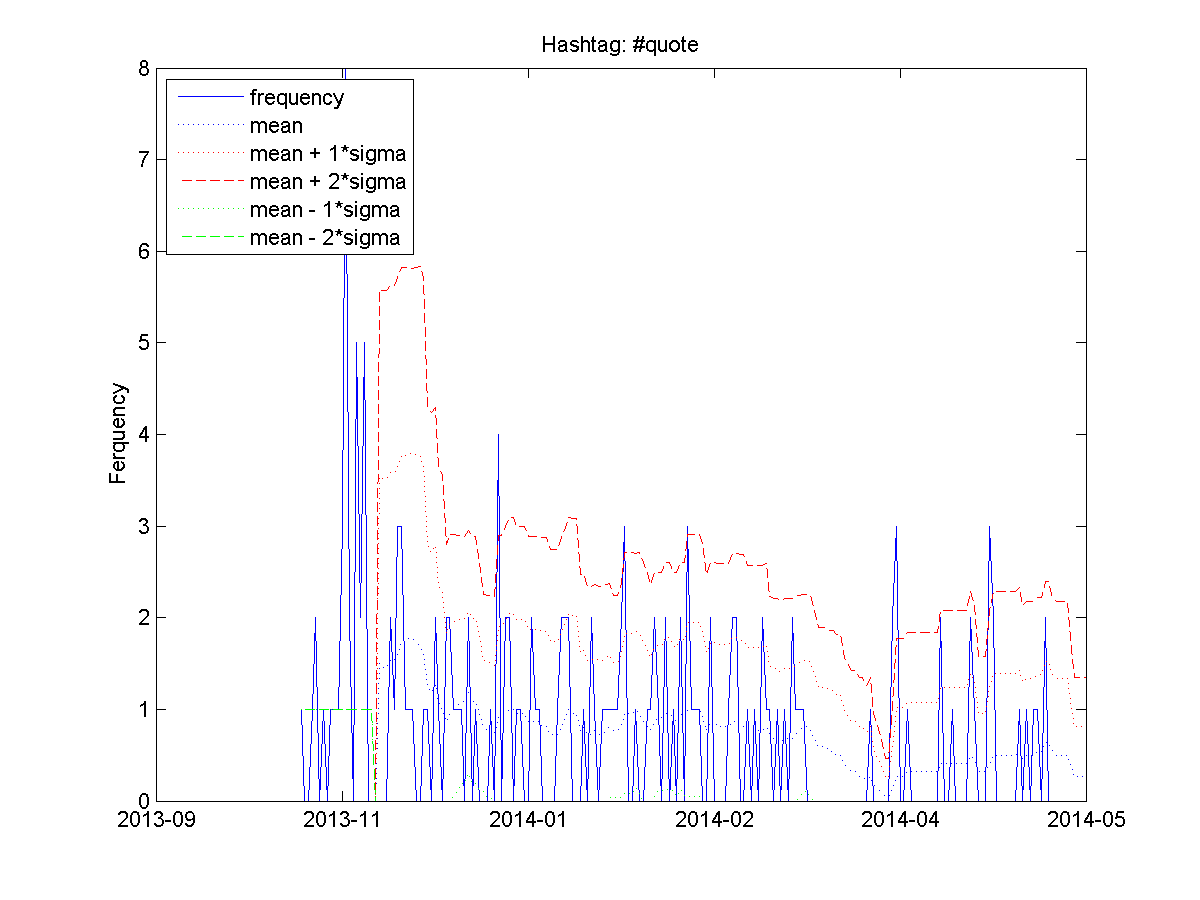 Hashtag: #quote
8
7
6
5
4
3
2
1
0
Ferquency
frequency
mean
mean + 1*sigma
mean + 2*sigma
mean - 1*sigma
mean - 2*sigma
2013-09
2013-11
2014-01
2014-02
2014-04
2014-05